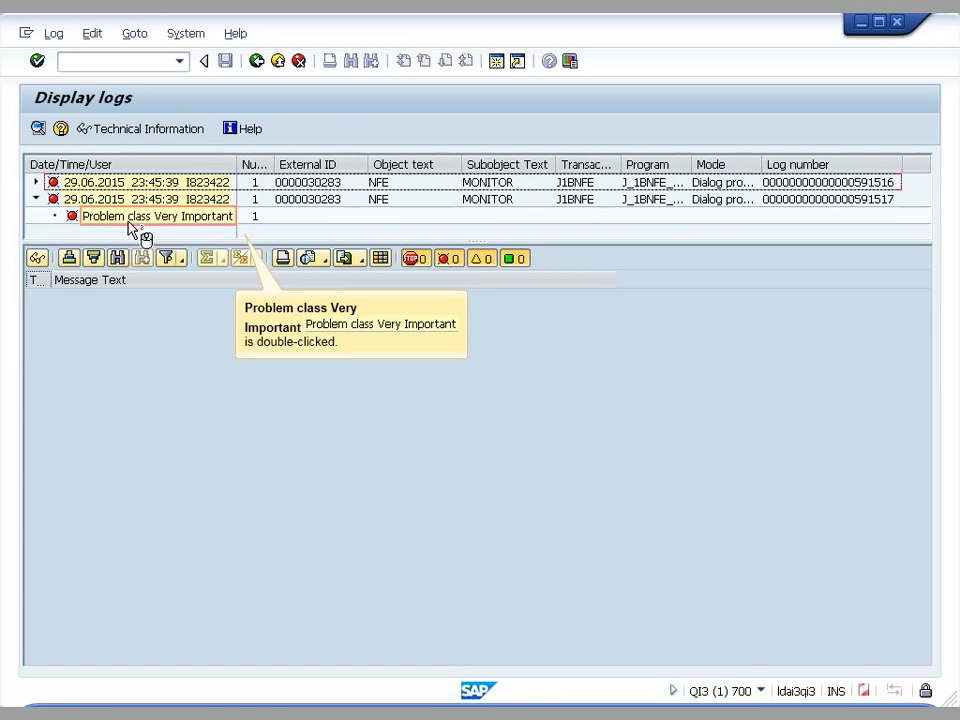 Log Edit Goto System Help
Display logs
Technical Information Help
Date/Time/User Nu... External ID Object text Subobject Text Transac... Program Mode Log number
29.06.2015 23:45:39 I823422 1 0000030283 NFE MONITOR J1BNFE J_1BNFE_... Dialog pro... 00000000000000591516
29.06.2015 23:45:39 I823422 1 0000030283 NFE MONITOR J1BNFE J_1BNFE_... Dialog pro... 00000000000000591517
Problem class Very Important 1
STOP 0 0 0 0
T... Message Text
Problem class Very
Important Problem class Very Important
is double-clicked.
SAP QI3 (1) 700 ldai3qi3 INS